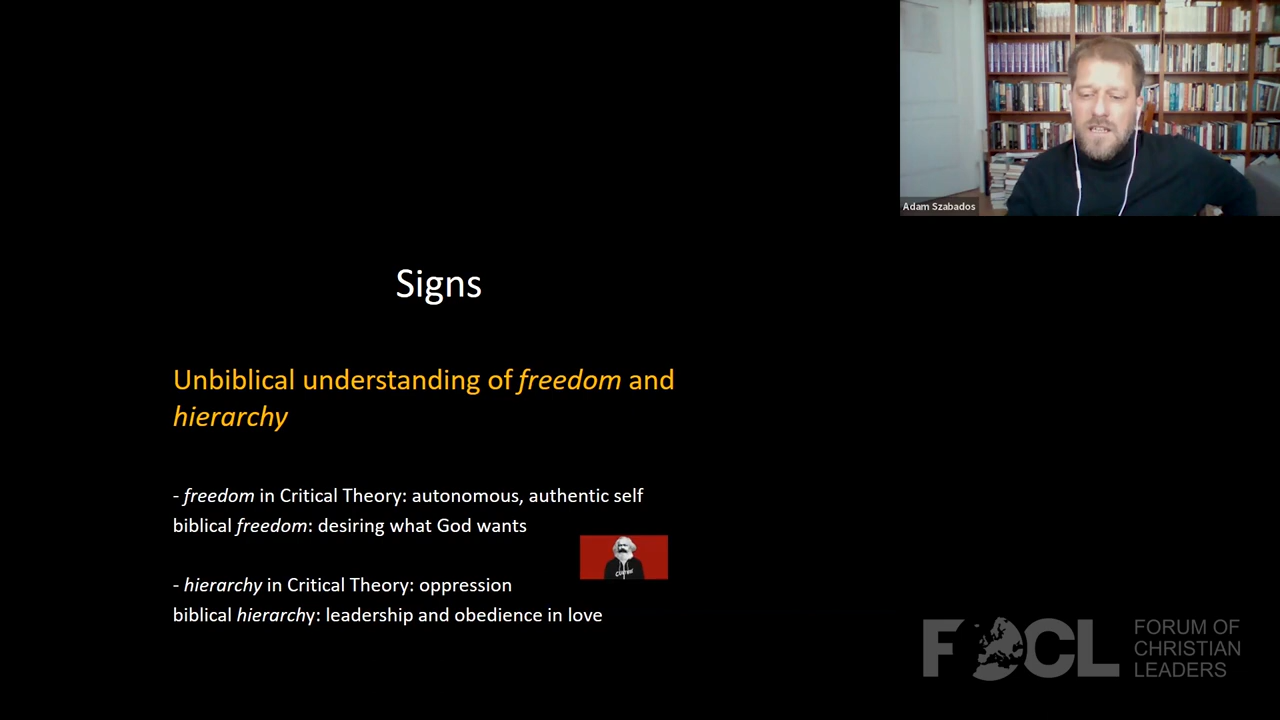 Adam Szabados
Signs
Unbiblical understanding of freedom and
hierarchy
- freedom in Critical Theory: autonomous, authentic self
biblical freedom: desiring what God wants
- hierarchy in Critical Theory: oppression
biblical hierarchy: leadership and obedience in love
FOCL
FORUM OF
CHRISTIAN
LEADERS